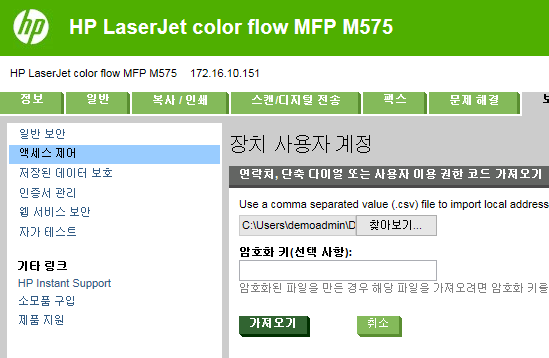 hp HP LaserJet color flow MFP M575
HP LaserJet color flow MFP M575 172.16.10.151
정보 일반 복사 / 인쇄 스캔/디지털 전송 팩스 문제 해결
일반 보안
액세스 제어
저장된 데이터 보호
인증서 관리
웹 서비스 보안
자가 테스트
기타 링크
HP Instant Support
소모품 구입
제품 지원
장치 사용자 계정
연락처, 단축 다이얼 또는 사용자 이용 권한 코드 가져오기
Use a comma separated value (.csv) file to import local address
C:\Users\demoadmin\D 찾아보기...
암호화 키(선택 사항):
암호화된 파일을 만든 경우 해당 파일을 가져오려면 암호화 키를
가져오기 취소